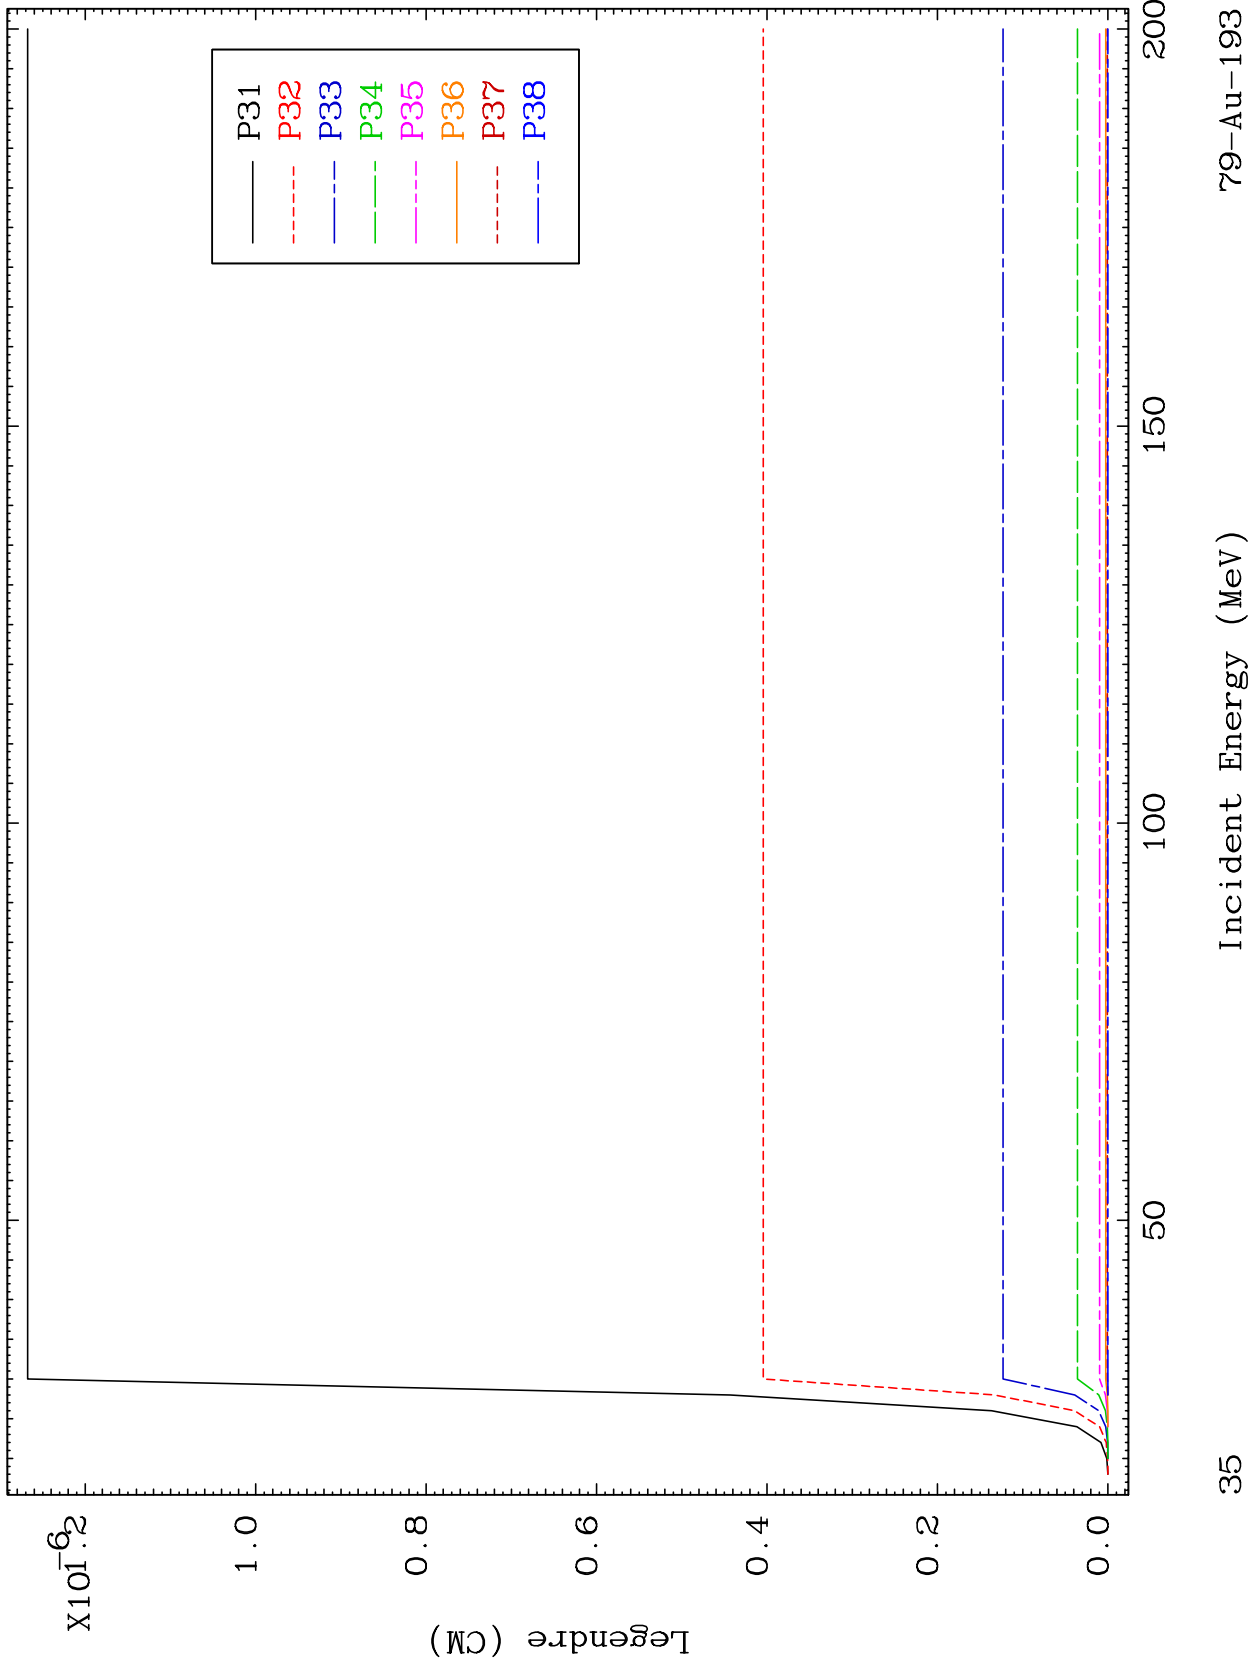 X10⁻⁶
1.2
1.0
0.8
0.6
0.4
0.2
0.0
Legendre (CM)
P31
P32
P33
P34
P35
P36
P37
P38
50
100
150
200
35
Incident Energy (MeV)
79-Au-193